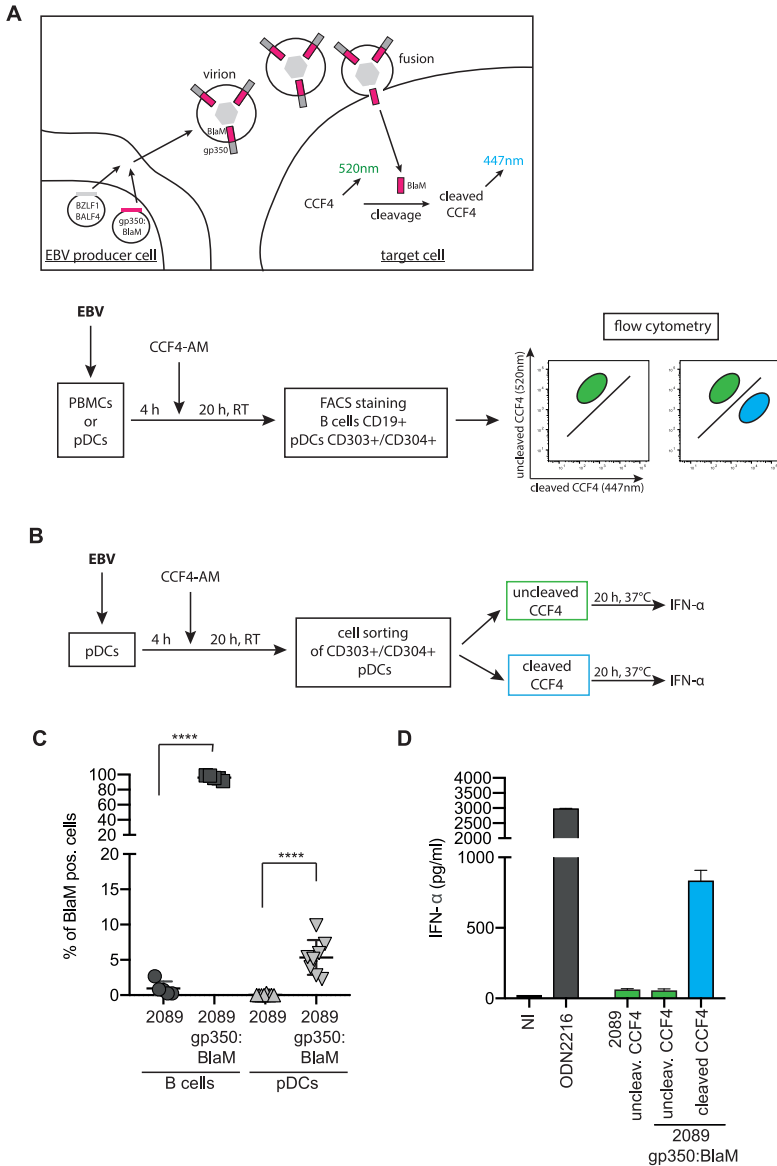 A
virion
fusion
BlaM
gp350
520nm
447nm
BlaM
CCF4
cleavage
cleaved
CCF4
BZLF1
BALF4
gp350:
BlaM
EBV producer cell
target cell
EBV
CCF4-AM
PBMCs
or
pDCs
4 h
20 h, RT
FACS staining
B cells CD19+
pDCs CD303+/CD304+
flow cytometry
uncleaved CCF4 (520nm)
cleaved CCF4 (447nm)
B
EBV
CCF4-AM
pDCs
4 h
20 h, RT
cell sorting
of CD303+/CD304+
pDCs
uncleaved
CCF4
20 h, 37°C
IFN-α
cleaved
CCF4
20 h, 37°C
IFN-α
C
% of BlaM pos. cells
100
80
60
40
20
20
15
10
5
0
****
****
2089
2089
gp350:
BlaM
2089
2089
gp350:
BlaM
B cells
pDCs
D
IFN- α (pg/ml)
4000
3500
3000
2500
2000
1000
500
0
NI
ODN2216
2089
uncleav. CCF4
uncleav. CCF4
cleaved CCF4
2089
gp350:BlaM